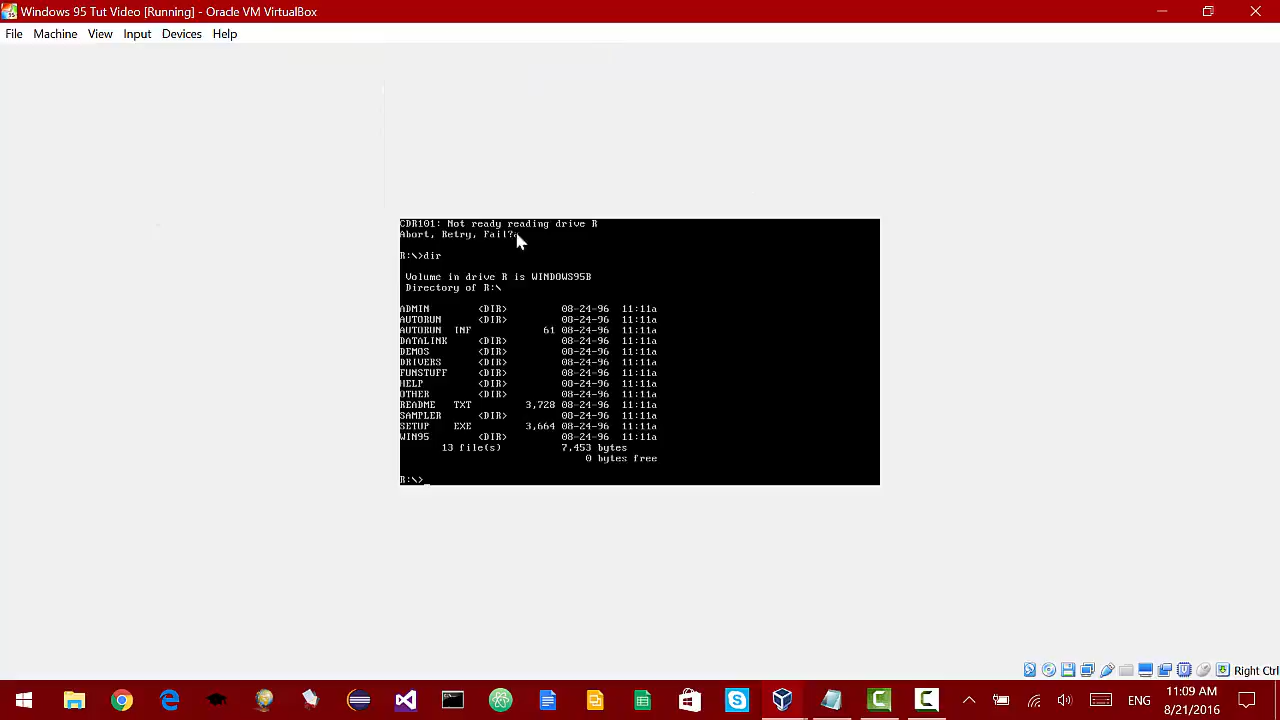 Windows 95 Tut Video [Running] - Oracle VM VirtualBox
File Machine View Input Devices Help
CDR101: Not ready reading drive R
Abort, Retry, Fail?a
R:\>dir
Volume in drive R is WINDOWS95B
Directory of R:\
ADMIN <DIR> 08-24-96 11:11a
AUTORUN <DIR> 08-24-96 11:11a
AUTORUN INF 61 08-24-96 11:11a
DATALINK <DIR> 08-24-96 11:11a
DEMOS <DIR> 08-24-96 11:11a
DRIVERS <DIR> 08-24-96 11:11a
FUNSTUFF <DIR> 08-24-96 11:11a
HELP <DIR> 08-24-96 11:11a
OTHER <DIR> 08-24-96 11:11a
README TXT 3,728 08-24-96 11:11a
SAMPLER <DIR> 08-24-96 11:11a
SETUP EXE 3,664 08-24-96 11:11a
WIN95 <DIR> 08-24-96 11:11a
13 file(s) 7,453 bytes
0 bytes free
R:\>_
Right Ctrl
ENG
11:09 AM
8/21/2016